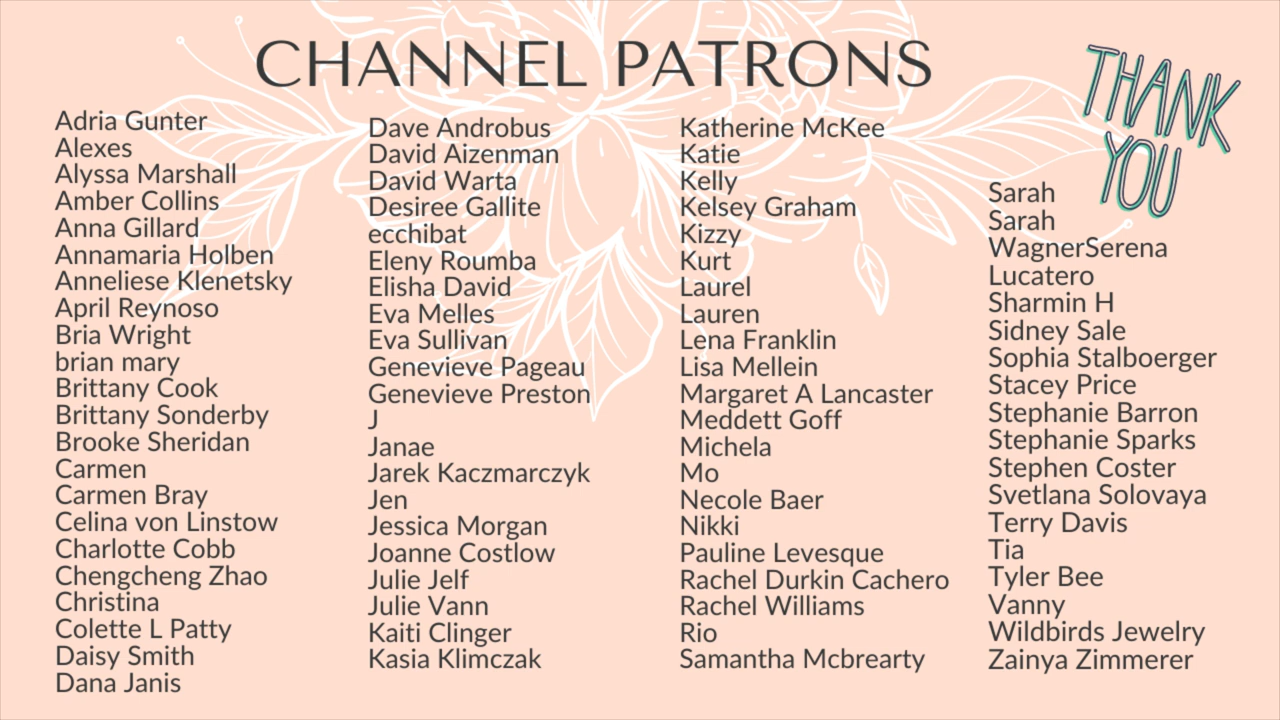 CHANNEL PATRONS
THANK
YOU
Adria Gunter
Alexes
Alyssa Marshall
Amber Collins
Anna Gillard
Annamaria Holben
Anneliese Klenetsky
April Reynoso
Bria Wright
brian mary
Brittany Cook
Brittany Sonderby
Brooke Sheridan
Carmen
Carmen Bray
Celina von Linstow
Charlotte Cobb
Chengcheng Zhao
Christina
Colette L Patty
Daisy Smith
Dana Janis
Dave Androbus
David Aizenman
David Warta
Desiree Gallite
ecchibat
Eleny Roumba
Elisha David
Eva Melles
Eva Sullivan
Genevieve Pageau
Genevieve Preston
J
Janae
Jarek Kaczmarczyk
Jen
Jessica Morgan
Joanne Costlow
Julie Jelf
Julie Vann
Kaiti Clinger
Kasia Klimczak
Katherine McKee
Katie
Kelly
Kelsey Graham
Kizzy
Kurt
Laurel
Lauren
Lena Franklin
Lisa Mellein
Margaret A Lancaster
Meddett Goff
Michela
Mo
Necole Baer
Nikki
Pauline Levesque
Rachel Durkin Cachero
Rachel Williams
Rio
Samantha Mcbrearty
Sarah
Sarah
WagnerSerena
Lucatero
Sharmin H
Sidney Sale
Sophia Stalboerger
Stacey Price
Stephanie Barron
Stephanie Sparks
Stephen Coster
Svetlana Solovaya
Terry Davis
Tia
Tyler Bee
Vanny
Wildbirds Jewelry
Zainya Zimmerer